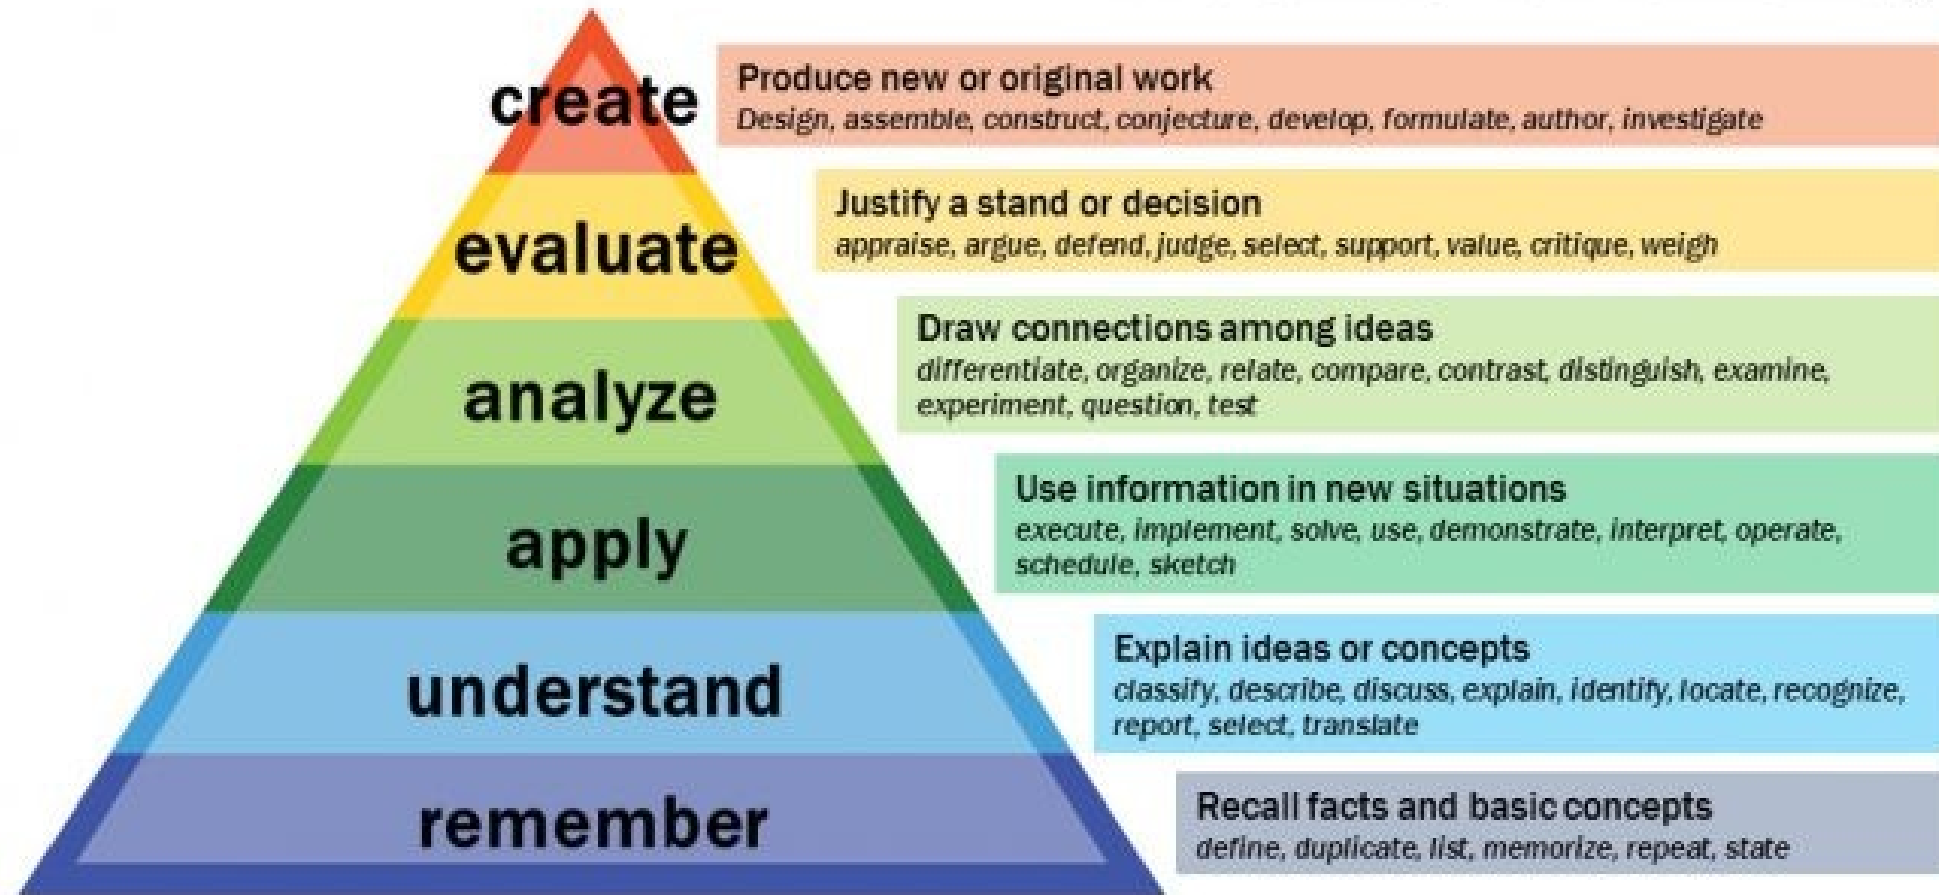 create
Produce new or original work
Design, assemble, construct, conjecture, develop, formulate, author, investigate
evaluate
Justify a stand or decision
appraise, argue, defend, judge, select, support, value, critique, weigh
analyze
Draw connections among ideas
differentiate, organize, relate, compare, contrast, distinguish, examine,
experiment, question, test
apply
Use information in new situations
execute, implement, solve, use, demonstrate, interpret, operate,
schedule, sketch
understand
Explain ideas or concepts
classify, describe, discuss, explain, identify, locate, recognize,
report, select, translate
remember
Recall facts and basic concepts
define, duplicate, list, memorize, repeat, state